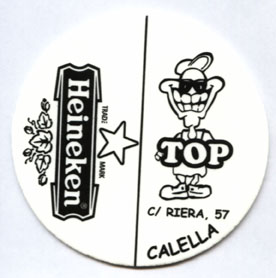 Heineken®
TRADE MARK
TOP
C/ RIERA, 57
CALELLA